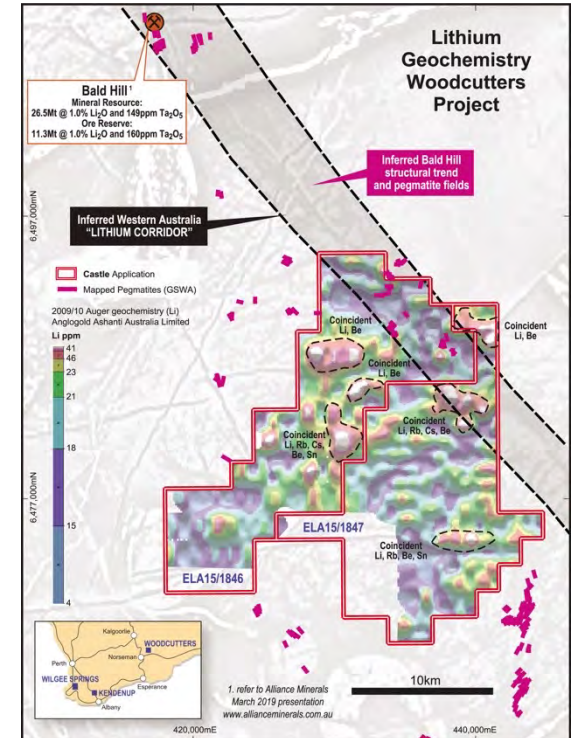 Lithium
Geochemistry
Woodcutters
Project
Bald Hill¹
Mineral Resource:
26.5Mt @ 1.0% Li₂O and 149ppm Ta₂O₅
Ore Reserve:
11.3Mt @ 1.0% Li₂O and 160ppm Ta₂O₅
Inferred Bald Hill
structural trend
and pegmatite fields
6,497,000mN
Inferred Western Australia
“LITHIUM CORRIDOR”
Castle Application
Mapped Pegmatites (GSWA)
2009/10 Auger geochemistry (Li)
Anglogold Ashanti Australia Limited
Li ppm
41
46
23
21
18
15
4
Coincident
Li, Be
Coincident
Li, Be
Coincident
Li, Be
Coincident
Li, Rb, Cs,
Be, Sn
Coincident
Li, Rb, Cs, Be
Coincident
Li, Rb, Be, Sn
6,477,000mN
ELA15/1847
ELA15/1846
Kalgoorlie
WOODCUTTERS
Perth
Norseman
WILGEE SPRINGS
Esperance
KENDENUP
Albany
1. refer to Alliance Minerals
March 2019 presentation
www.allianceminerals.com.au
10km
420,000mE
440,000mE